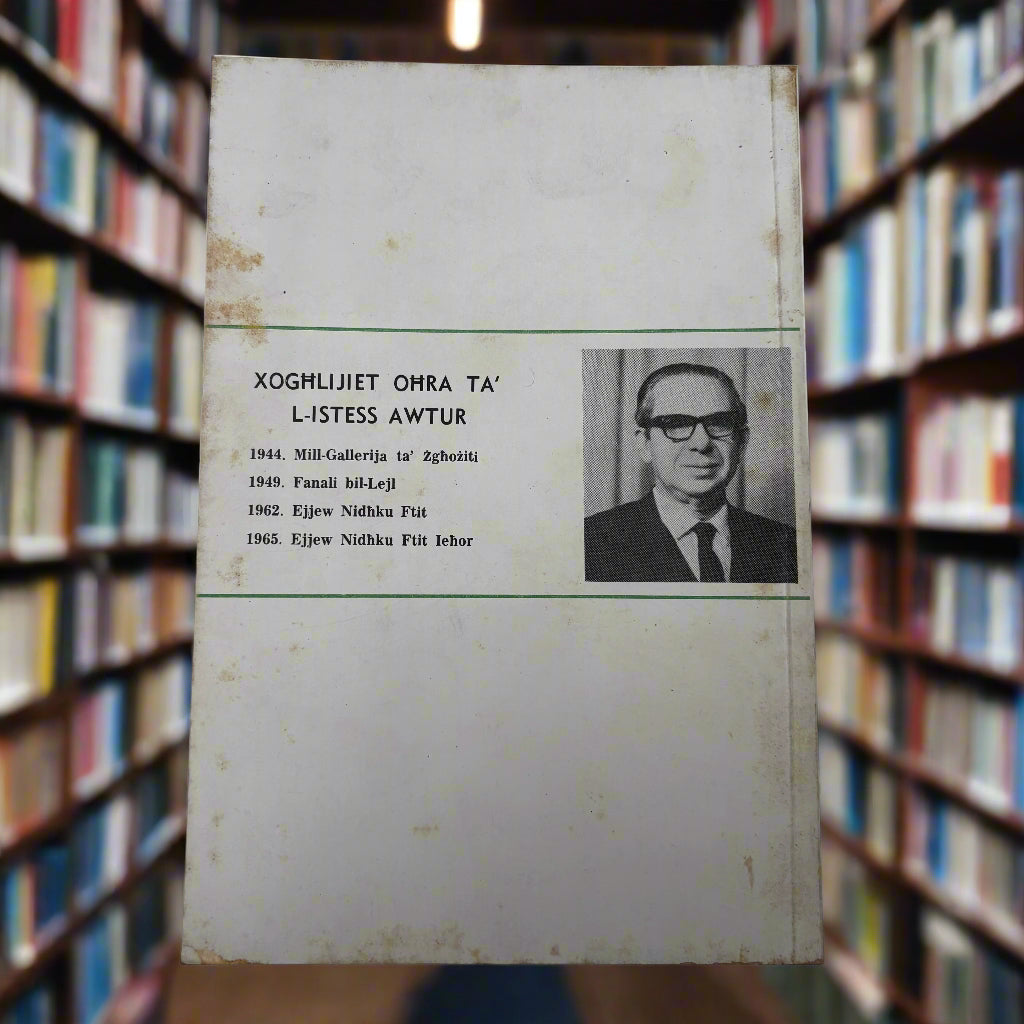 XOGĦLIJIET OĦRA TA'
L-ISTESS AWTUR
1944. Mill-Gallerija ta' Żgħożiti
1949. Fanali bil-Lejl
1962. Ejjew Nidħku Ftit
1965. Ejjew Nidħku Ftit Ieħor